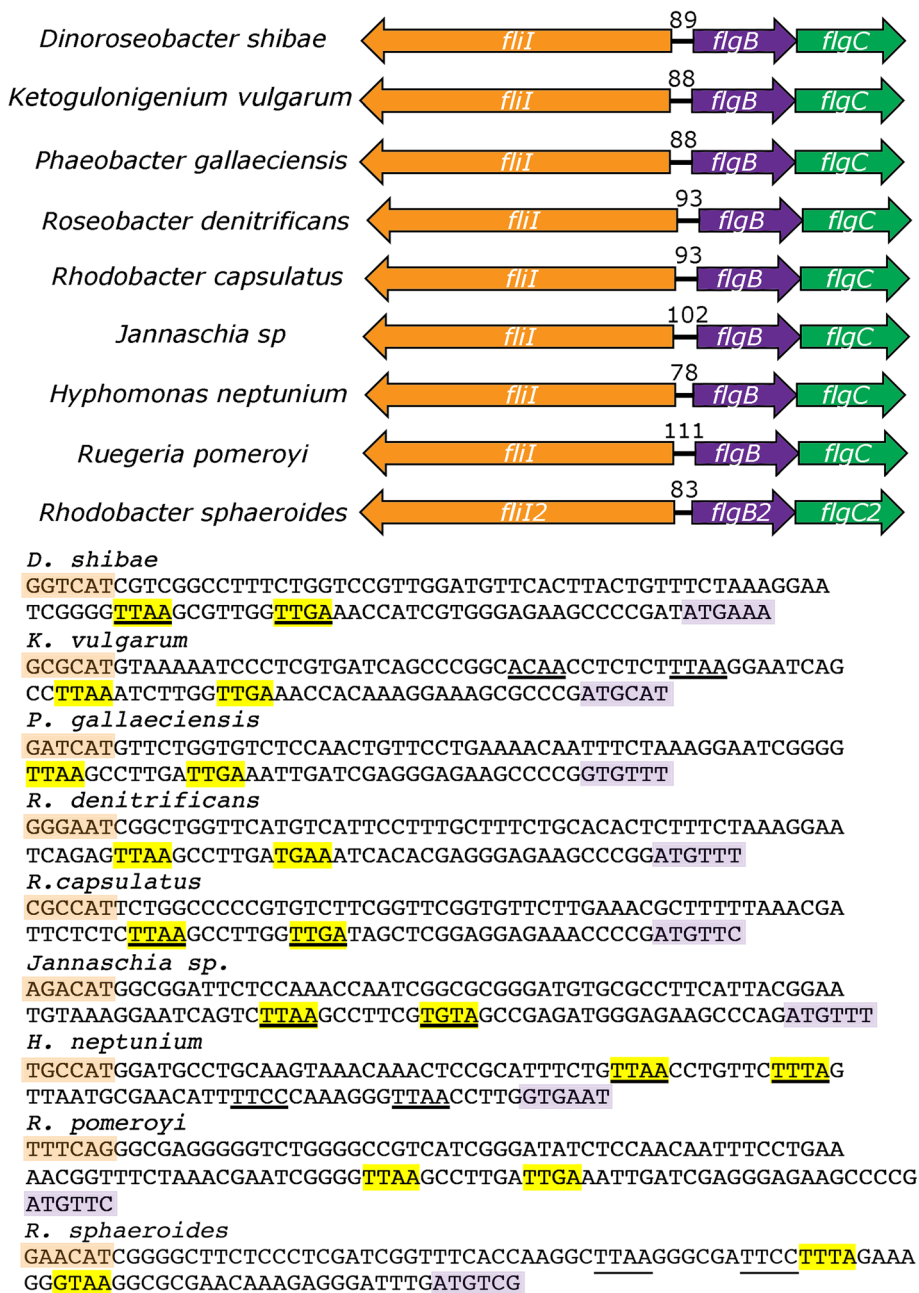 Dinoroseobacter shibae fliI 89 flgB flgC
Ketogulonigenium vulgarum fliI 88 flgB flgC
Phaeobacter gallaeciensis fliI 88 flgB flgC
Roseobacter denitrificans fliI 93 flgB flgC
Rhodobacter capsulatus fliI 93 flgB flgC
Jannaschia sp fliI 102 flgB flgC
Hyphomonas neptunium fliI 78 flgB flgC
Ruegeria pomeroyi fliI 111 flgB flgC
Rhodobacter sphaeroides fliI2 83 flgB2 flgC2
D. shibae
GGTCATCGTCGGCCTTTCTGGTCCGTTGGATGTTCACTTACTGTTTCTAAAGGAA
TCGGGGTTAAGCGTTGGTTGAAACCATCGTGGGAGAAGCCCCGATATGAAA
K. vulgarum
GCGCATGTAAAAATCCCTCGTGATCAGCCCGGCACAACCTCTCTTTAAGGAATCAG
CCTTAAATCTTGGTTGAAACCACAAAGGAAAGCGCCCGATGCAT
P. gallaeciensis
GATCATGTTCTGGTGTCTCCAACTGTTCCTGAAAACAATTTCTAAAGGAATCGGGG
TTAAGCCTTGATTGAAATTGATCGAGGGAGAAGCCCCGGTGTTT
R. denitrificans
GGGAATCGGCTGGTTCATGTCATTCCTTTGCTTTCTGCACACTCTTTCTAAAGGAA
TCAGAGTTAAGCCTTGATGAAATCACACGAGGGAGAAGCCCGGATGTTT
R.capsulatus
CGCCATTCTGGCCCCCGTGTCTTCGGTTCGGTGTTCTTGAAACGCTTTTTAAACGA
TTCTCTCTTAAGCCTTGGTTGATAGCTCGGAGGAGAAACCCCGATGTTC
Jannaschia sp.
AGACATGGCGGATTCTCCAAACCAATCGGCGCGGGATGTGCGCCTTCATTACGGAA
TGTAAAGGAATCAGTCTTAAGCCTTCGTGTAGCCGAGATGGGAGAAGCCCAGATGTTT
H. neptunium
TGCCATGGATGCCTGCAAGTAAACAAACTCCGCATTTCTGTTAACCTGTTCTTTAG
TTAATGCGAACATTTTCCCAAAGGGTTAACCTTGGTGAAT
R. pomeroyi
TTTCAGGGCGAGGGGGTCTGGGGCCGTCATCGGGATATCTCCAACAATTTCCTGAA
AACGGTTTCTAAACGAATCGGGGTTAAGCCTTGATTGAAATTGATCGAGGGAGAAGCCCCG
ATGTTC
R. sphaeroides
GAACATCGGGGCTTCTCCCTCGATCGGTTTCACCAAGGCTTAAGGGCGATTCCTTTAGAAA
GGGTAAGGCGCGAACAAAGAGGGATTTGATGTCG